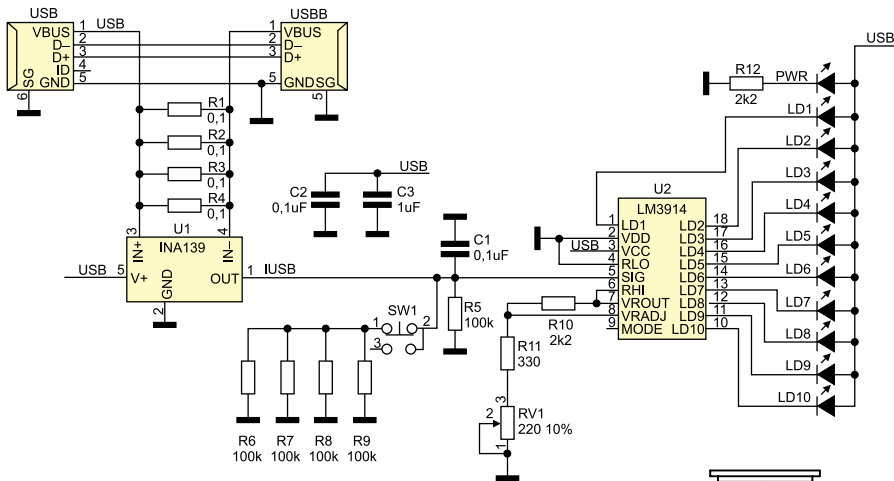 USB
USBB
VBUS 1 USB
D– 2
D+ 3
ID 4
GND 5
SG
6
1 VBUS
2 D–
3 D+
5 GND SG
5
R1
0,1
R2
0,1
R3
0,1
R4
0,1
U1
3 4
IN+ INA139 IN–
USB 5 V+
GND
2
OUT 1 IUSB
USB
C2
0,1uF
C3
1uF
C1
0,1uF
SW1
1 2
3
R5
100k
R6
100k
R7
100k
R8
100k
R9
100k
R10
2k2
R11
330
3
2
RV1
220 10%
1
U2
LM3914
1 LD1
2 VDD
USB 3 VCC
4 RLO
5 SIG
6 RHI
7 VROUT
8 VRADJ
9 MODE
LD2 18
LD3 17
LD4 16
LD5 15
LD6 14
LD7 13
LD8 12
LD9 11
LD10 10
USB
R12
2k2
PWR
LD1
LD2
LD3
LD4
LD5
LD6
LD7
LD8
LD9
LD10